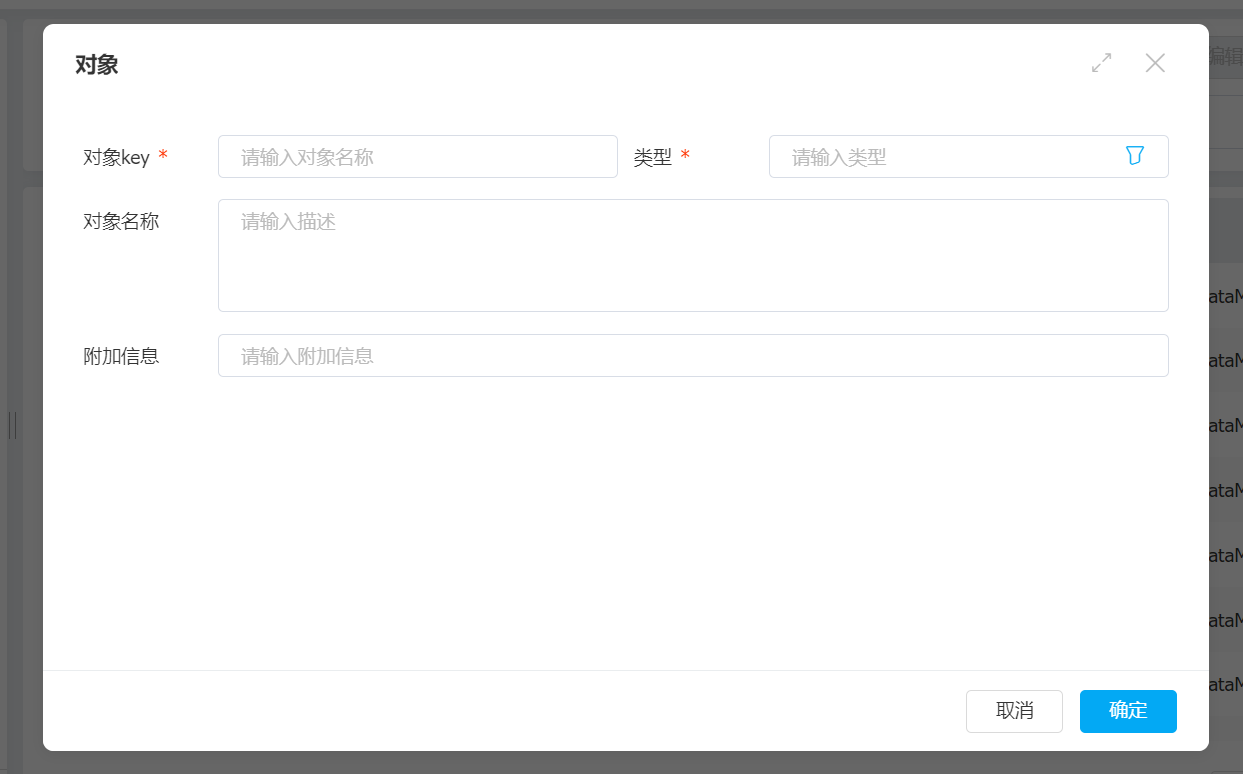 对象
编辑
对象key *
请输入对象名称
类型 *
请输入类型
对象名称
请输入描述
附加信息
请输入附加信息
ataM
ataM
ataM
ataM
ataM
ataM
ataM
取消
确定